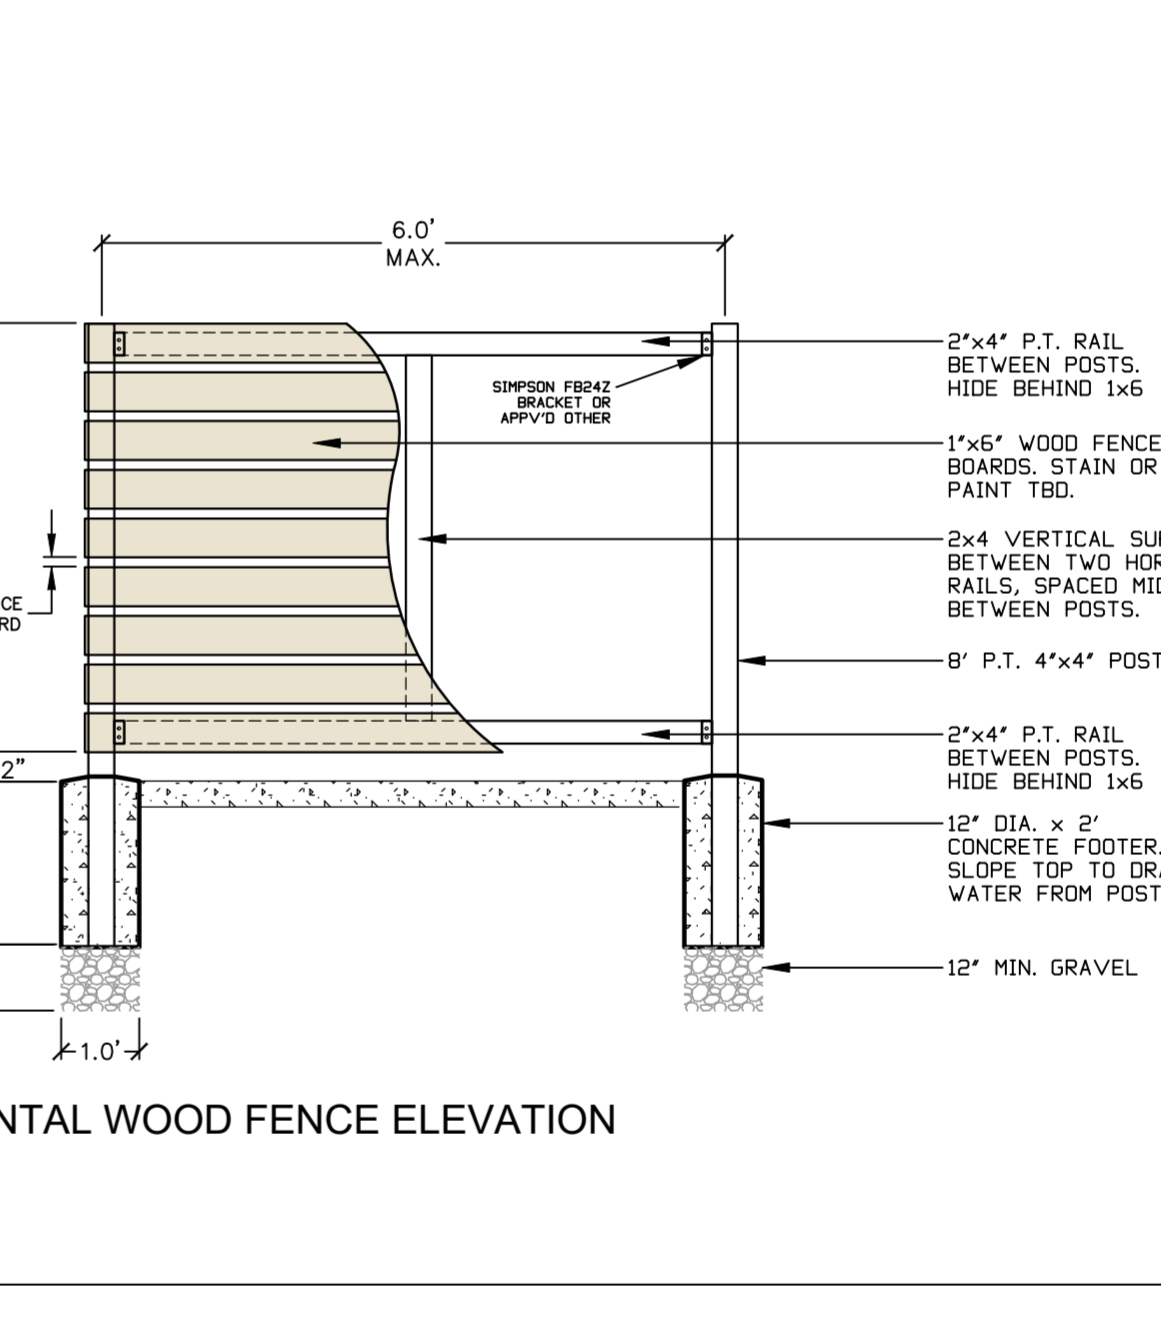 6.0'
MAX.
SIMPSON FB24Z
BRACKET OR
APPV'D OTHER
2"x4" P.T. RAIL
BETWEEN POSTS.
HIDE BEHIND 1x6
1"x6" WOOD FENCE
BOARDS. STAIN OR
PAINT TBD.
2x4 VERTICAL SU
BETWEEN TWO HOR
RAILS, SPACED MI
BETWEEN POSTS.
8' P.T. 4"x4" POST
2"x4" P.T. RAIL
BETWEEN POSTS.
HIDE BEHIND 1x6
12" DIA. x 2'
CONCRETE FOOTER.
SLOPE TOP TO DRA
WATER FROM POST
12" MIN. GRAVEL
CE
RD
2"
1.0'
NTAL WOOD FENCE ELEVATION